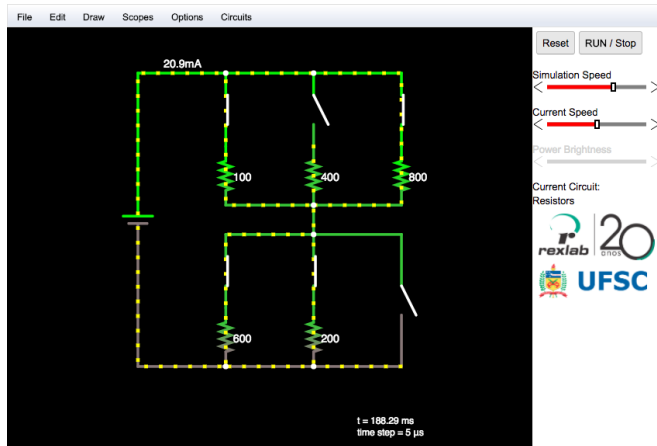 File Edit Draw Scopes Options Circuits
Reset RUN / Stop
20.9mA
Simulation Speed
Current Speed
Power Brightness
100 400 800
Current Circuit:
Resistors
rexlab 20 anos
UFSC
600 200
t = 188.29 ms
time step = 5 µs